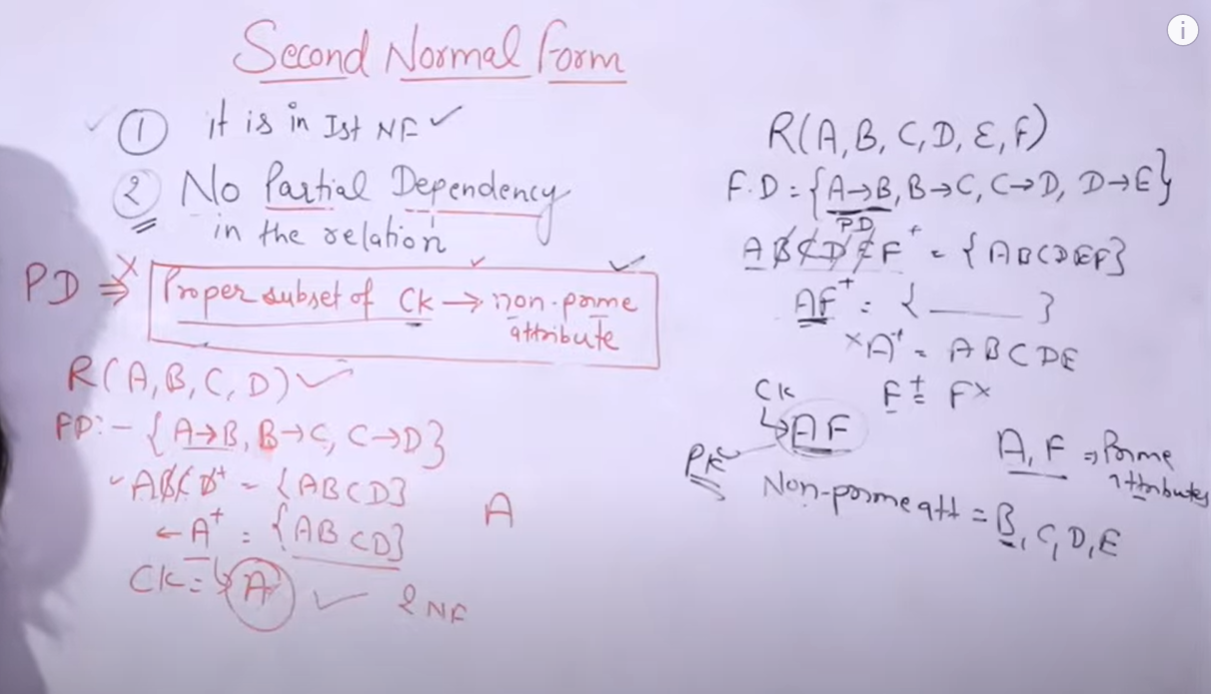 Second Normal Form
① it is in Ist NF ✓
② No Partial Dependency
in the relation
PD ⇒ Proper subset of Ck → non-prime
attribute
R(A, B, C, D) ✓
FD:- {A→B, B→C, C→D}
✓ ABCD⁺ = {ABCD}
← A⁺ = {ABCD}
A
CK = ↳ A ✓ 2NF
R(A, B, C, D, E, F)
F.D = {A→B, B→C, C→D, D→E}
PD
ABCDEF⁺ = {ABCDEF}
AF⁺ = {______}
×A⁺ = ABCDE
F⁺ = F×
CK
↳ AF
PK
A, F ⇒ Prime
attributes
Non-prime att = B, C, D, E
i